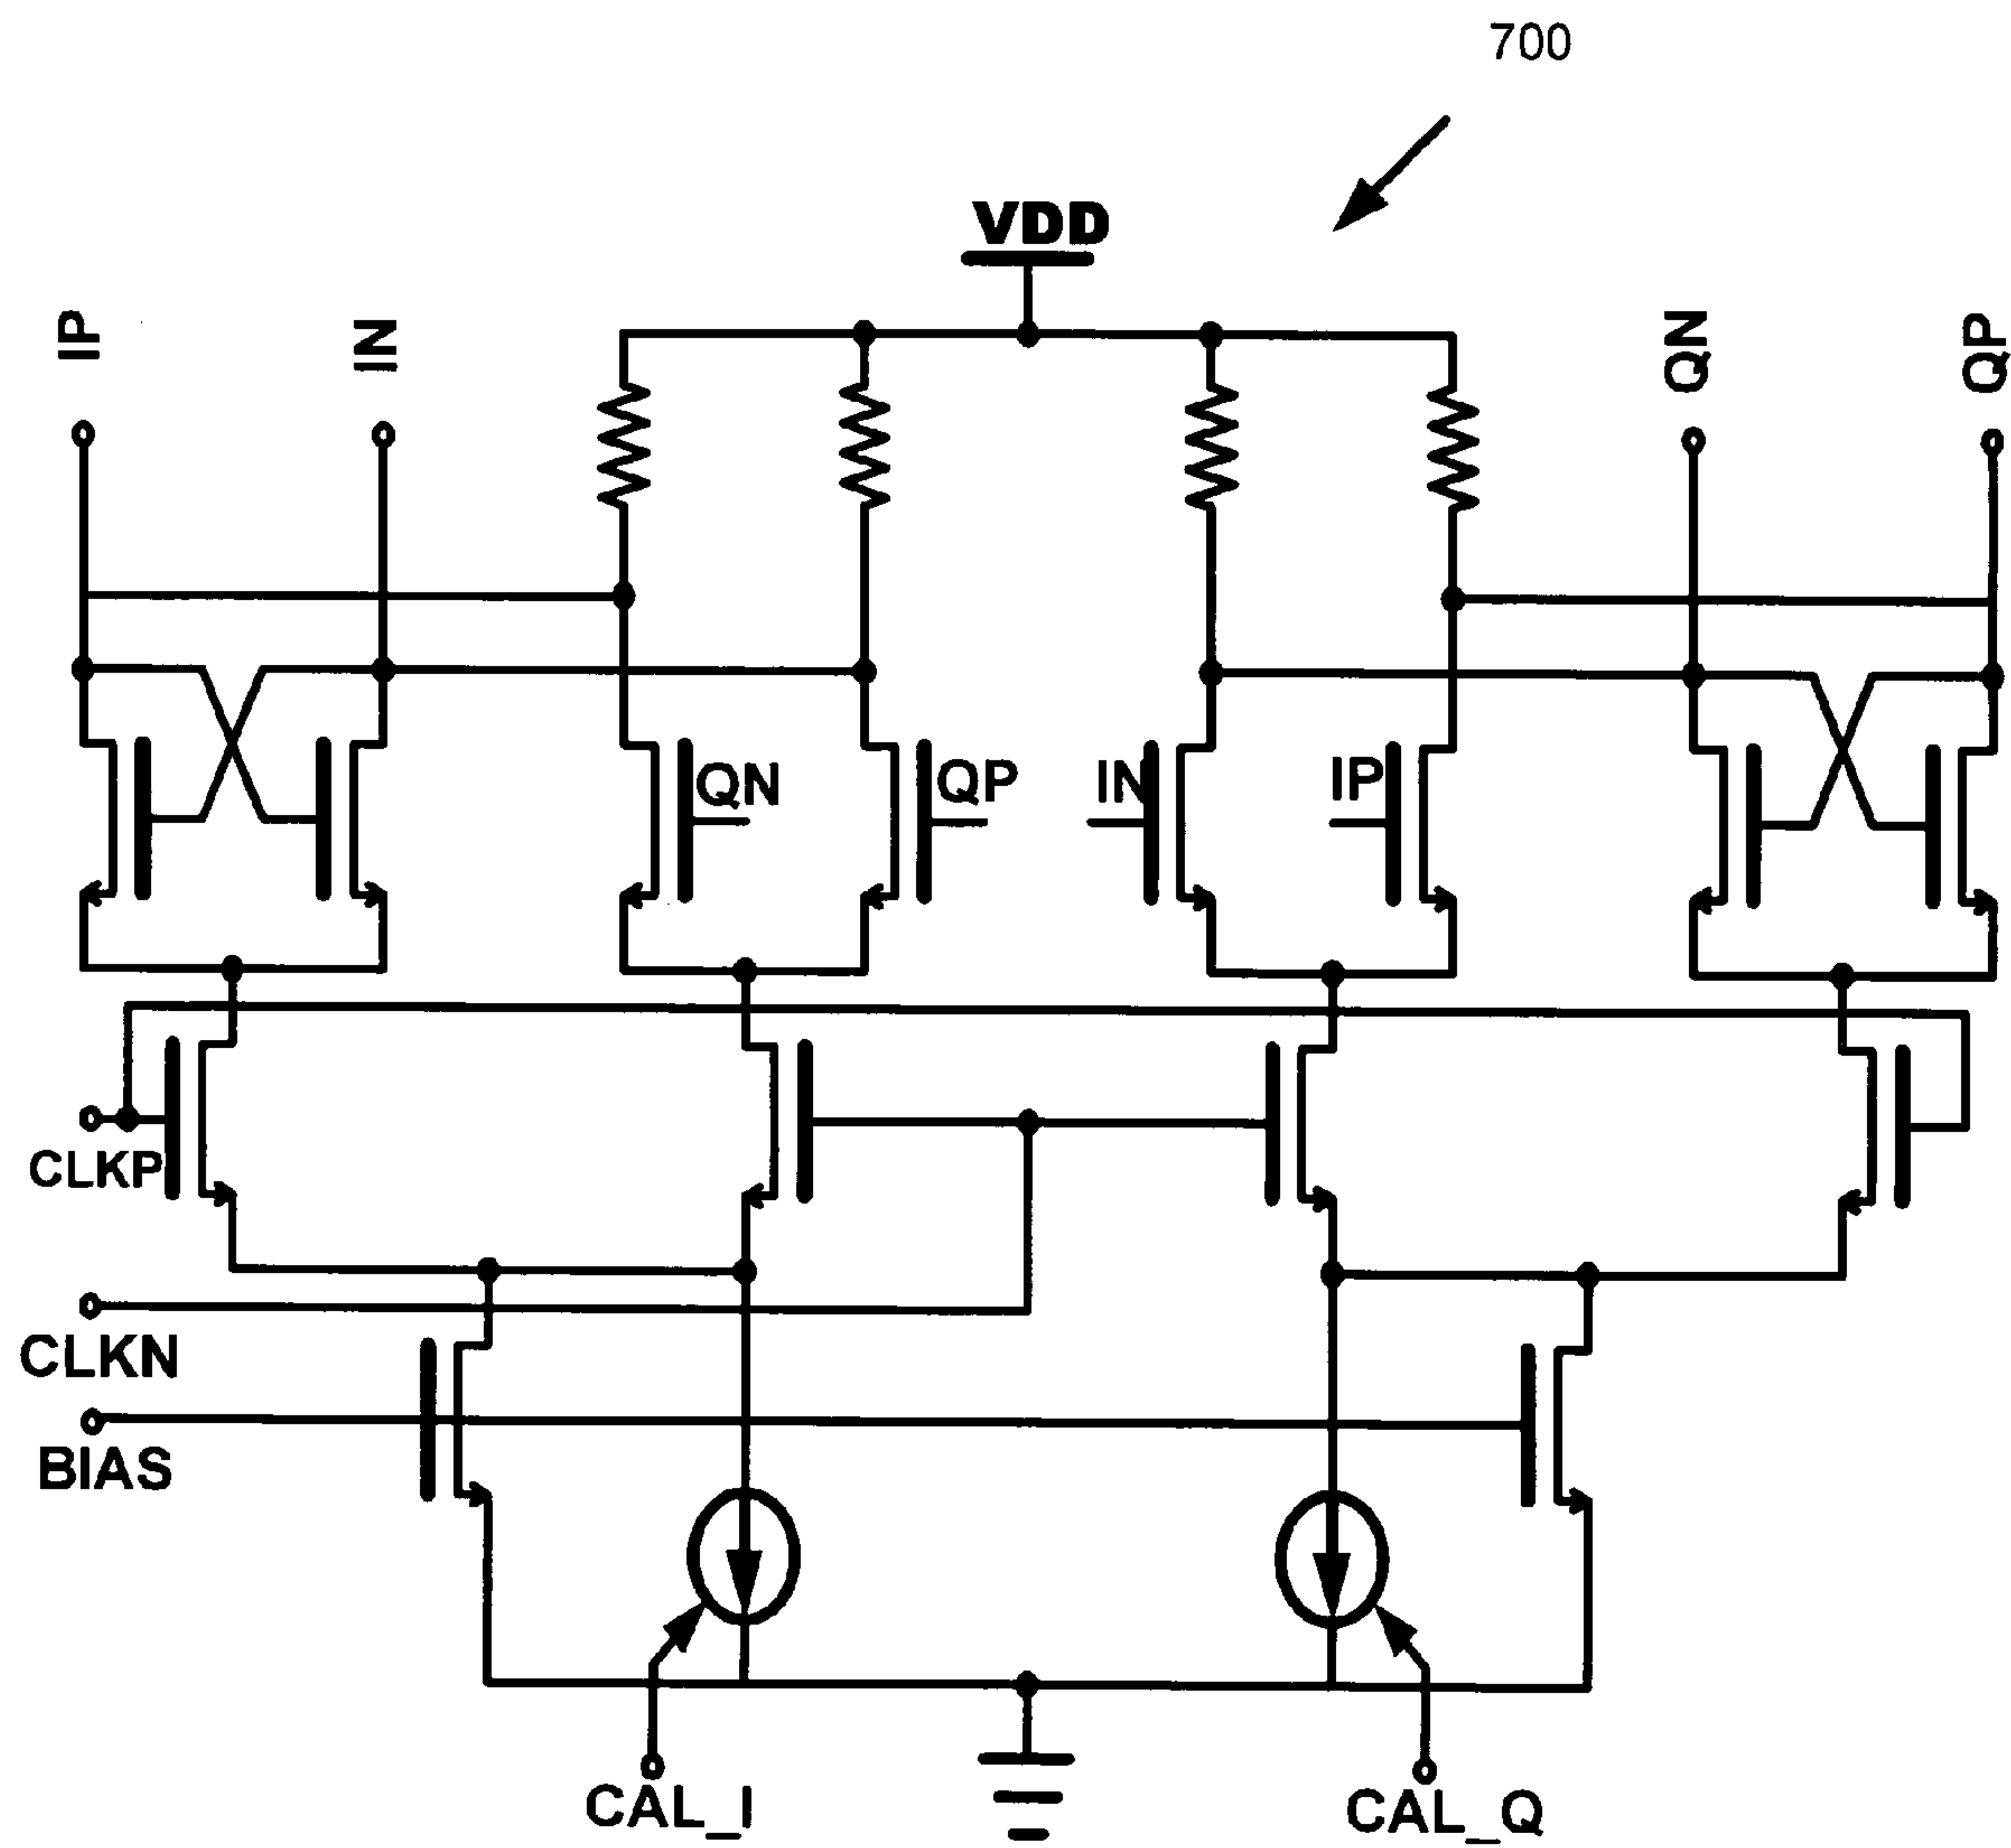 700
VDD
IP
IN
QN
QP
QN
QP
IN
IP
CLKP
CLKN
BIAS
CAL_I
CAL_Q